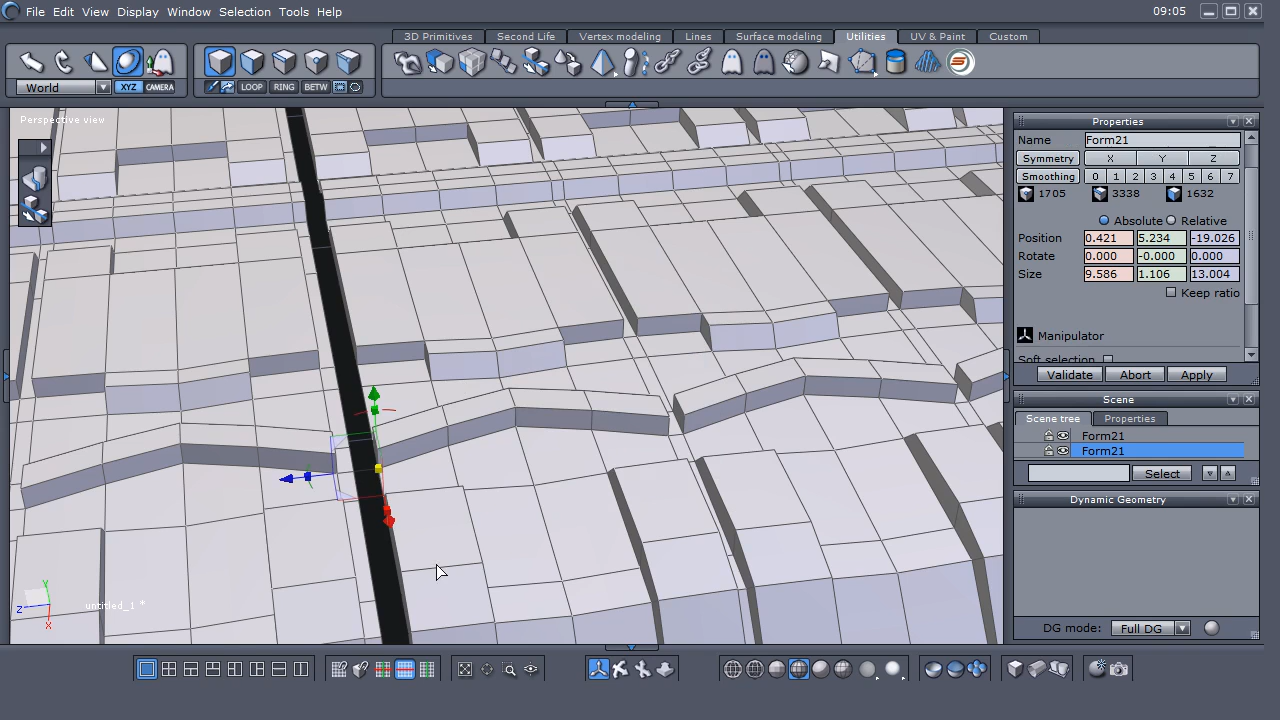 File Edit View Display Window Selection Tools Help 09:05
3D Primitives Second Life Vertex modeling Lines Surface modeling Utilities UV & Paint Custom
World XYZ CAMERA LOOP RING BETW
Perspective view
Properties
Name Form21
Symmetry X Y Z
Smoothing 0 1 2 3 4 5 6 7
1705 3338 1632
Absolute Relative
Position 0.421 5.234 -19.026
Rotate 0.000 -0.000 0.000
Size 9.586 1.106 13.004
Keep ratio
Manipulator
Soft selection
Validate Abort Apply
Scene
Scene tree Properties
Form21
Form21
Select
Dynamic Geometry
DG mode: Full DG
Y
Z
X
untitled_1 *